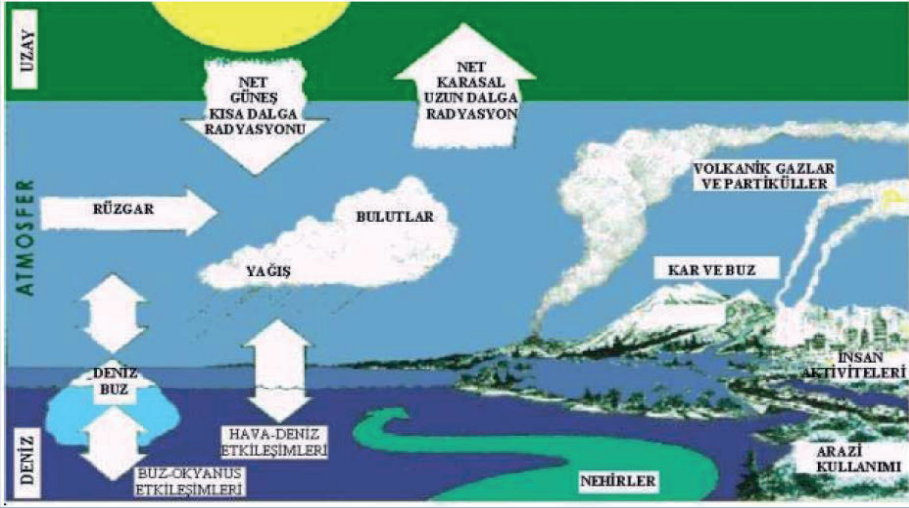 UZAY
NET
GÜNEŞ
KISA DALGA
RADYASYONU
NET
KARASAL
UZUN DALGA
RADYASYON
ATMOSFER
RÜZGAR
BULUTLAR
YAĞIŞ
VOLKANİK GAZLAR
VE PARTİKÜLLER
KAR VE BUZ
İNSAN
AKTİVİTELERİ
DENİZ
BUZ
HAVA-DENİZ
ETKİLEŞİMLERİ
BUZ-OKYANUS
ETKİLEŞİMLERİ
DENİZ
NEHİRLER
ARAZİ
KULLANIMI